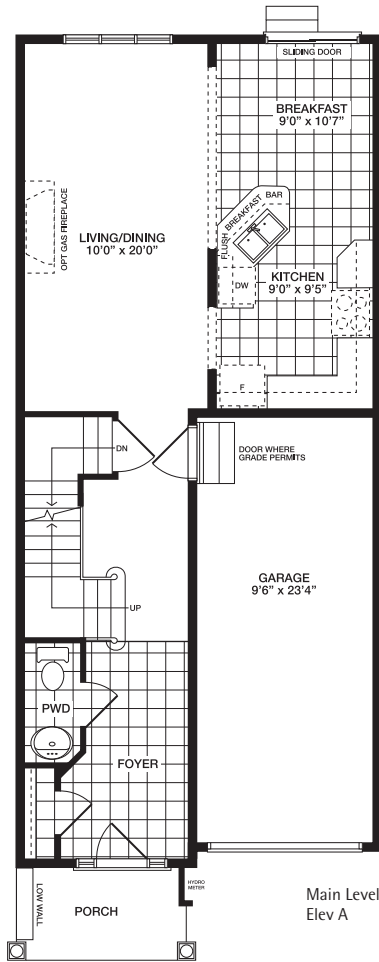 SLIDING DOOR
BREAKFAST
9'0" x 10'7"
FLUSH BREAKFAST BAR
OPT GAS FIREPLACE
LIVING/DINING
10'0" x 20'0"
KITCHEN
9'0" x 9'5"
DW
F
DN
DOOR WHERE
GRADE PERMITS
GARAGE
9'6" x 23'4"
UP
PWD
FOYER
LOW WALL
PORCH
HYDRO
METER
Main Level
Elev A